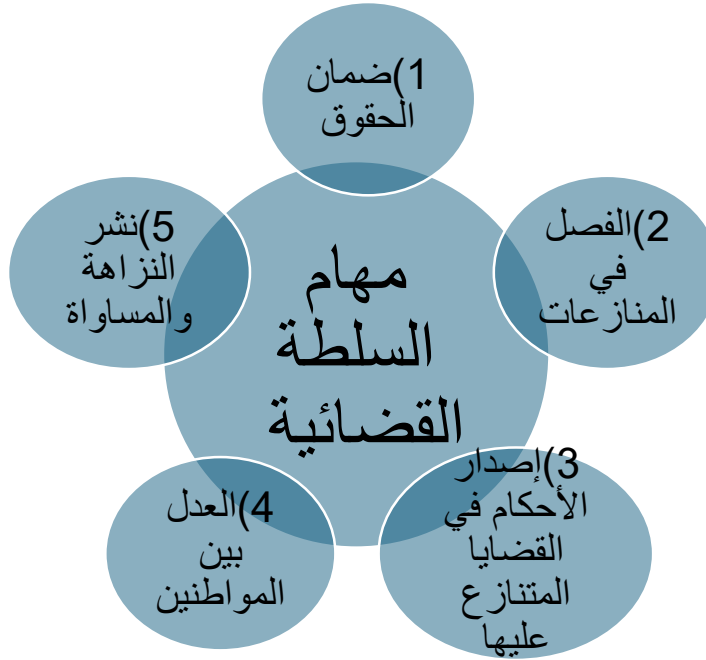 مهام
السلطة
القضائية
1)ضمان
الحقوق
2)الفصل
في
المنازعات
3)إصدار
الأحكام في
القضايا
المتنازع
عليها
4)العدل
بين
المواطنين
5)نشر
النزاهة
والمساواة